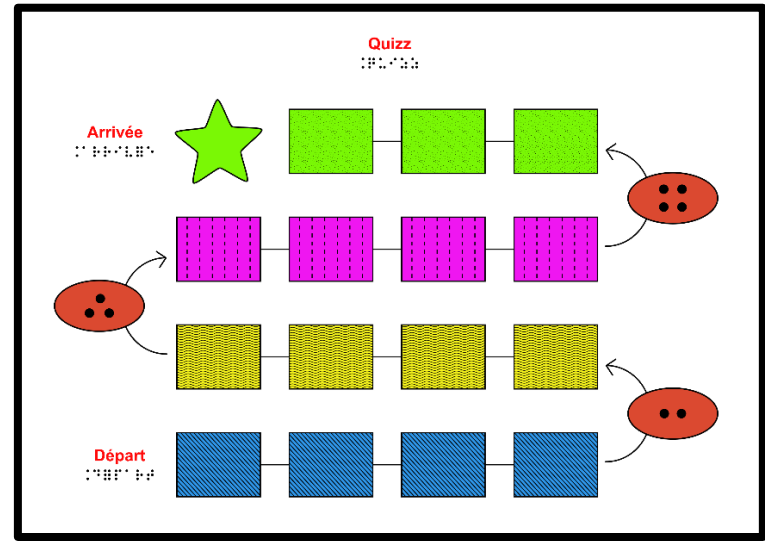 Quizz
⠨⠟⠥⠊⠵⠵
Arrivée
⠨⠁⠗⠗⠊⠧⠿⠑
Départ
⠨⠙⠿⠏⠁⠗⠞